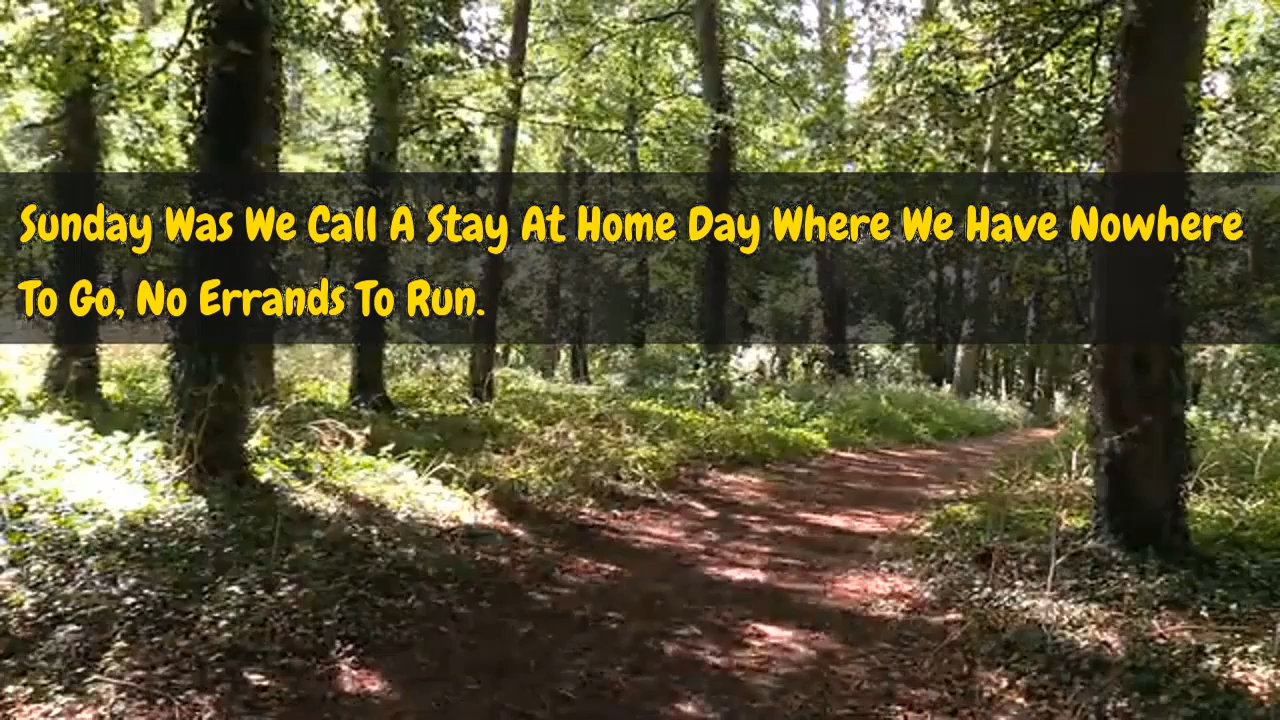 Sunday Was We Call A Stay At Home Day Where We Have Nowhere
To Go, No Errands To Run.